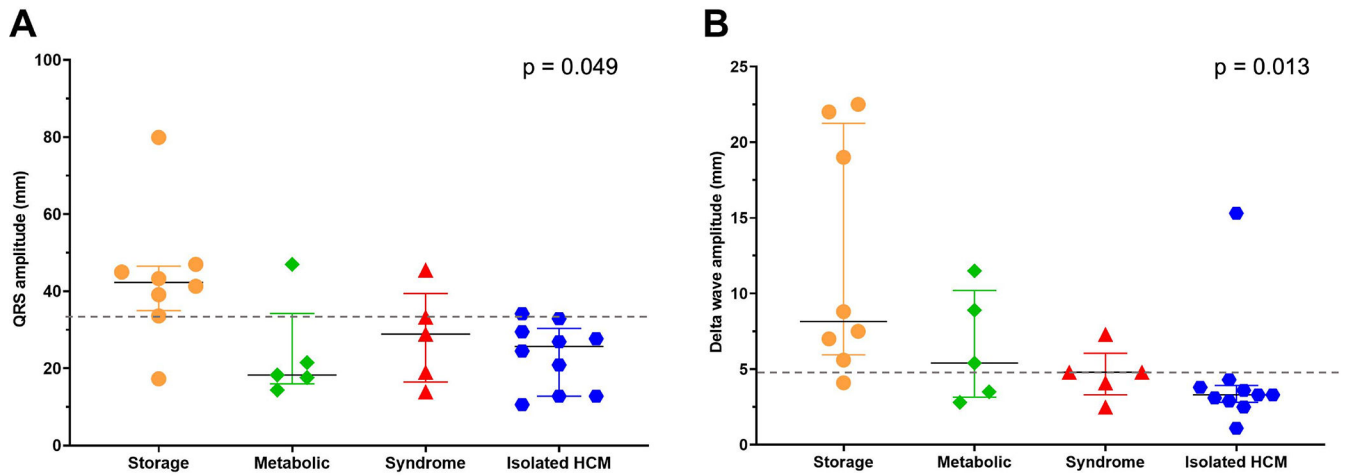 A
p = 0.049
QRS amplitude (mm)
100
80
60
40
20
0
Storage
Metabolic
Syndrome
Isolated HCM
B
p = 0.013
Delta wave amplitude (mm)
25
20
15
10
5
0
Storage
Metabolic
Syndrome
Isolated HCM